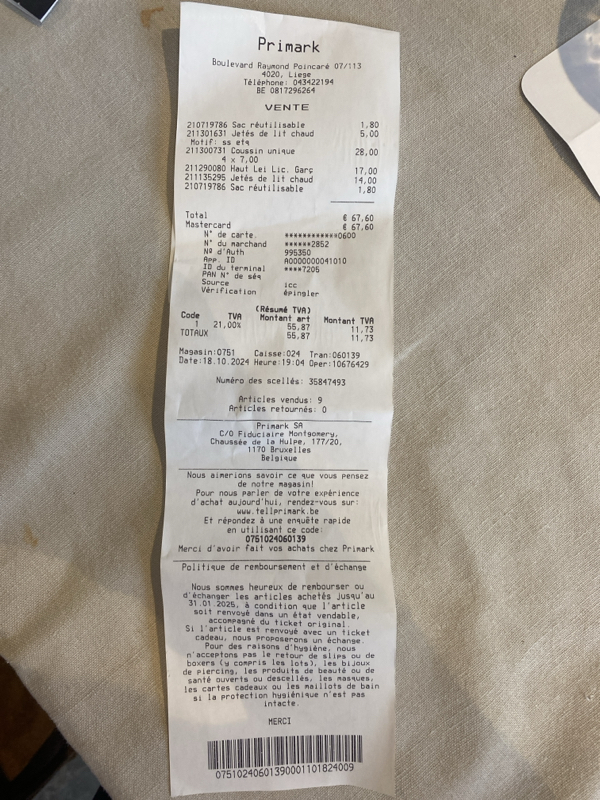 Primark
Boulevard Raymond Poincaré 07/113
4020, Liege
Téléphone: 043422194
BE 0817296264
VENTE
210719786 Sac réutilisable 1,80
211301631 Jetés de lit chaud 5,00
Motif: ss etq
211300731 Coussin unique 28,00
4 x 7,00
211290080 Haut Lei Lic. Garç 17,00
211135295 Jetés de lit chaud 14,00
210719786 Sac réutilisable 1,80
Total € 67,60
Mastercard € 67,60
N° de carte. ************0600
N° du marchand ******2852
Nº d'Auth 995350
App. ID A0000000041010
ID du terminal ****7205
PAN N° de séq
Source icc
Vérification épingler
(Résumé TVA)
Code TVA Montant art Montant TVA
1 21,00% 55,87 11,73
TOTAUX 55,87 11,73
Magasin:0751 Caisse:024 Tran:060139
Date:18.10.2024 Heure:19:04 Oper:10676429
Numéro des scellés: 35847493
Articles vendus: 9
Articles retournés: 0
Primark SA
C/O Fiduciaire Montgomery,
Chaussée de la Hulpe, 177/20,
1170 Bruxelles
Belgique
Nous aimerions savoir ce que vous pensez
de notre magasin!
Pour nous parler de votre expérience
d'achat aujourd'hui, rendez-vous sur:
www.tellprimark.be
Et répondez à une enquête rapide
en utilisant ce code:
0751024060139
Merci d'avoir fait vos achats chez Primark
Politique de remboursement et d'échange
Nous sommes heureux de rembourser ou
d'échanger les articles achetés jusqu'au
31.01.2025, à condition que l'article
soit renvoyé dans un état vendable,
accompagné du ticket original.
Si l'article est renvoyé avec un ticket
cadeau, nous proposerons un échange.
Pour des raisons d'hygiène, nous
n'acceptons pas le retour de slips ou de
boxers (y compris les lots), les bijoux
de piercing, les produits de beauté ou de
santé ouverts ou descellés, les masques,
les cartes cadeaux ou les maillots de bain
si la protection hygiénique n'est pas
intacte.
MERCI
07510240601390001101824009